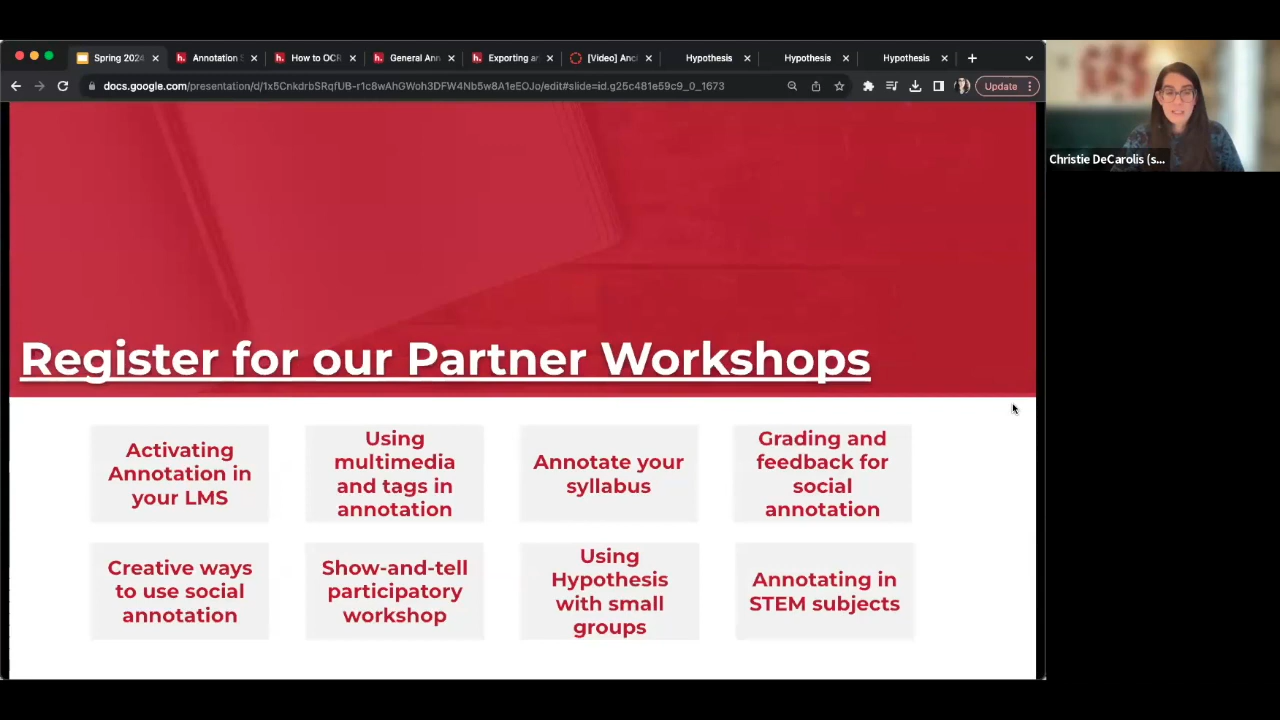 Spring 2024
Annotation
How to OCR
General Ann
Exporting an
[Video] Anc
Hypothesis
Hypothesis
Hypothesis
docs.google.com/presentation/d/1x5CnkdrbSRqfUB-r1c8wAhGWoh3DFW4Nb5w8A1eEOJo/edit#slide=id.g25c481e59c9_0_1673
Update
Christie DeCarolis (s...
Register for our Partner Workshops
Activating
Annotation in
your LMS
Using
multimedia
and tags in
annotation
Annotate your
syllabus
Grading and
feedback for
social
annotation
Creative ways
to use social
annotation
Show-and-tell
participatory
workshop
Using
Hypothesis
with small
groups
Annotating in
STEM subjects